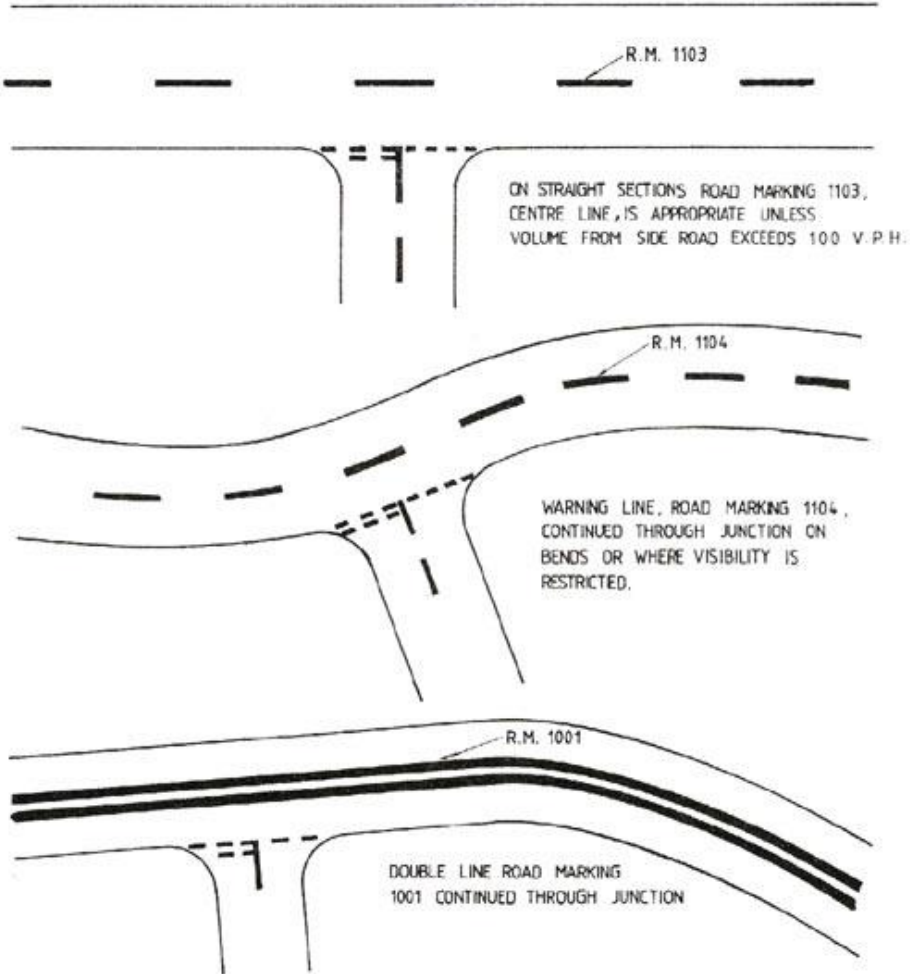 R.M. 1103
ON STRAIGHT SECTIONS ROAD MARKING 1103,
CENTRE LINE, IS APPROPRIATE UNLESS
VOLUME FROM SIDE ROAD EXCEEDS 100 V.P.H.
R.M. 1104
WARNING LINE, ROAD MARKING 1104,
CONTINUED THROUGH JUNCTION ON
BENDS OR WHERE VISIBILITY IS
RESTRICTED.
R.M. 1001
DOUBLE LINE ROAD MARKING
1001 CONTINUED THROUGH JUNCTION